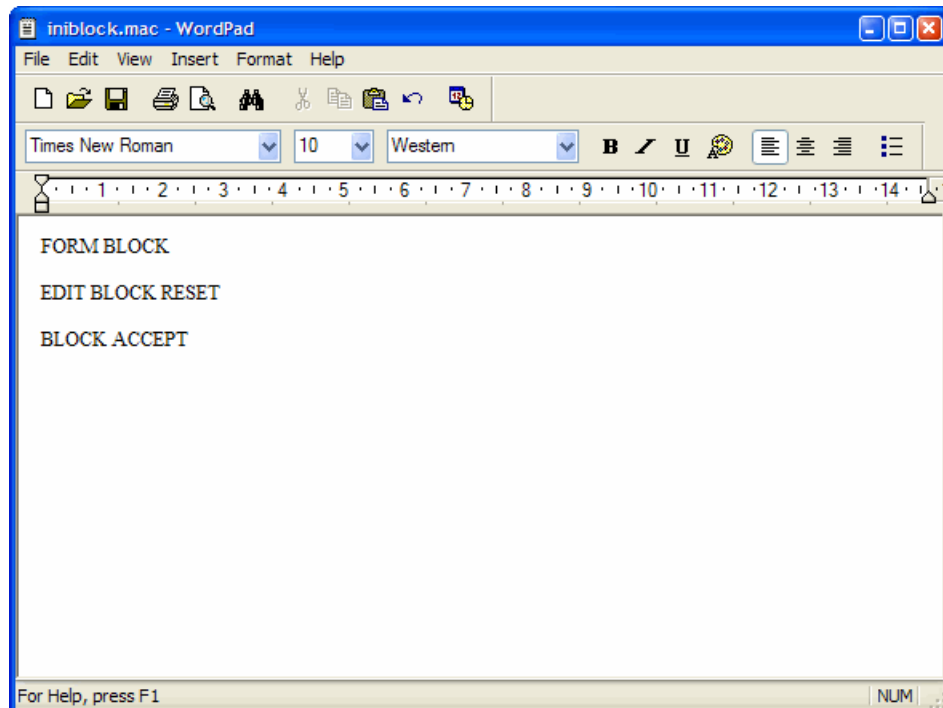 iniblock.mac - WordPad
File Edit View Insert Format Help
Times New Roman 10 Western B / U
1 2 3 4 5 6 7 8 9 10 11 12 13 14
FORM BLOCK
EDIT BLOCK RESET
BLOCK ACCEPT
For Help, press F1 NUM